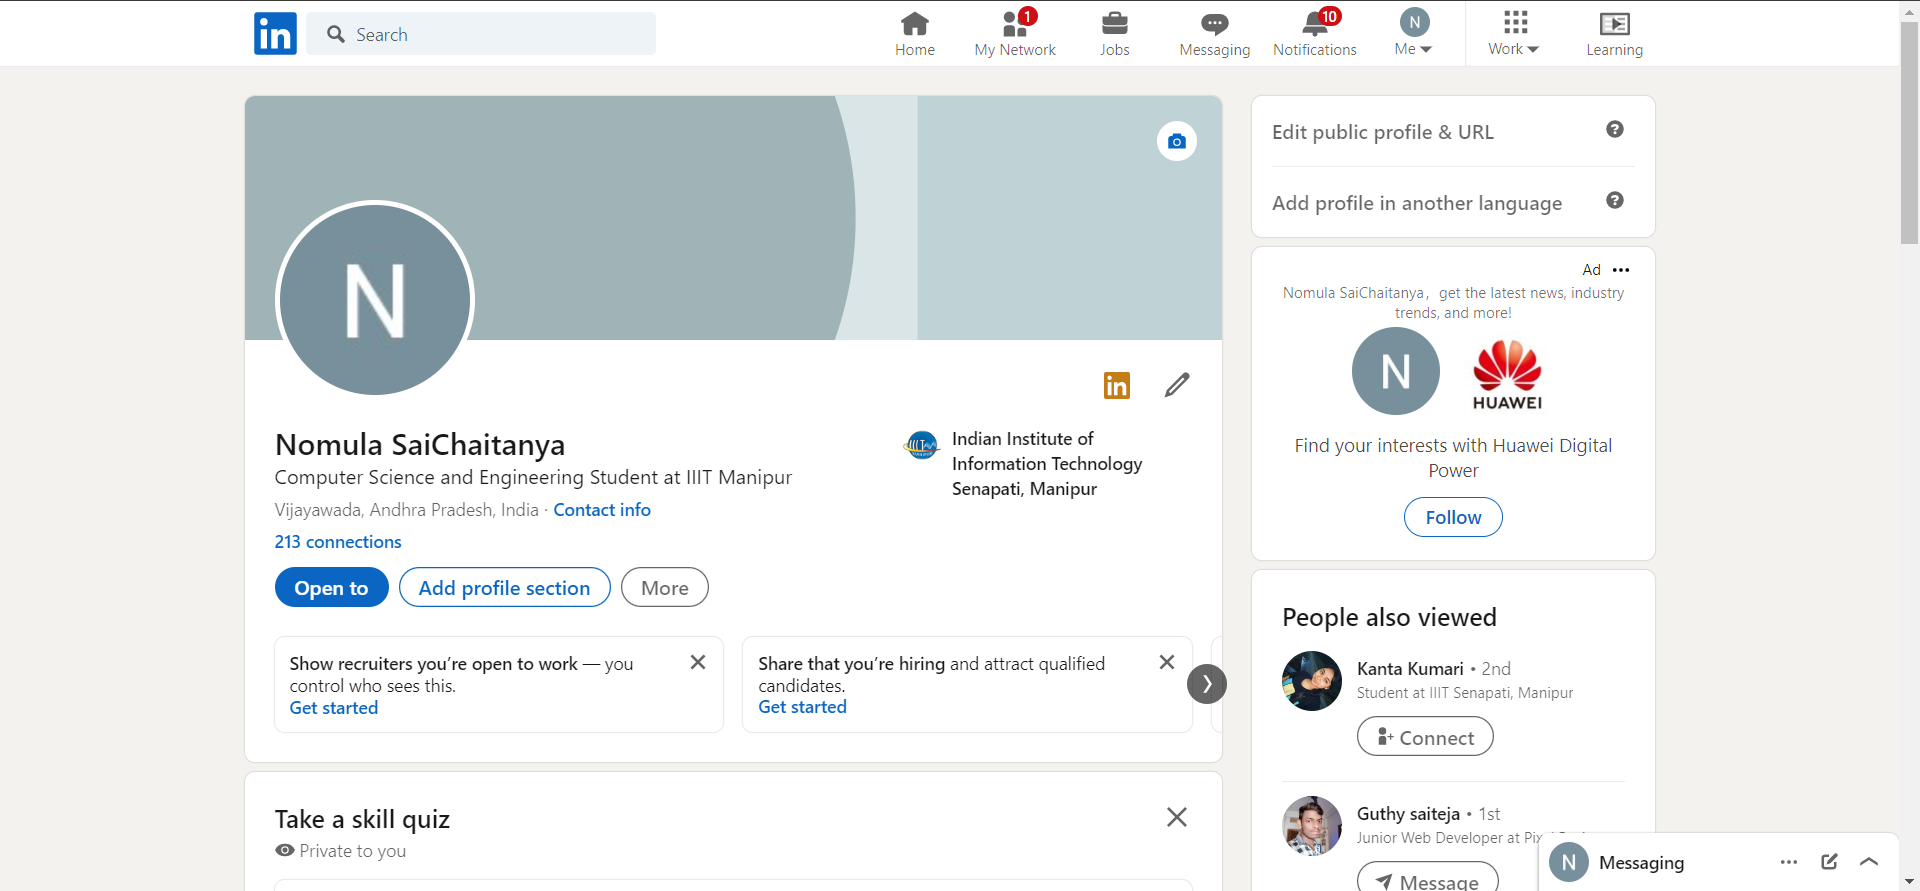 in
Search
Home
1
My Network
Jobs
Messaging
10
Notifications
N
Me
Work
Learning
N
in
Nomula SaiChaitanya
Computer Science and Engineering Student at IIIT Manipur
Vijayawada, Andhra Pradesh, India · Contact info
213 connections
Open to
Add profile section
More
Indian Institute of
Information Technology
Senapati, Manipur
Show recruiters you're open to work — you
control who sees this.
Get started
Share that you're hiring and attract qualified
candidates.
Get started
Take a skill quiz
Private to you
Edit public profile & URL
Add profile in another language
Ad
Nomula SaiChaitanya, get the latest news, industry
trends, and more!
N
HUAWEI
Find your interests with Huawei Digital
Power
Follow
People also viewed
Kanta Kumari • 2nd
Student at IIIT Senapati, Manipur
Connect
Guthy saiteja • 1st
Junior Web Developer at
Message
N
Messaging